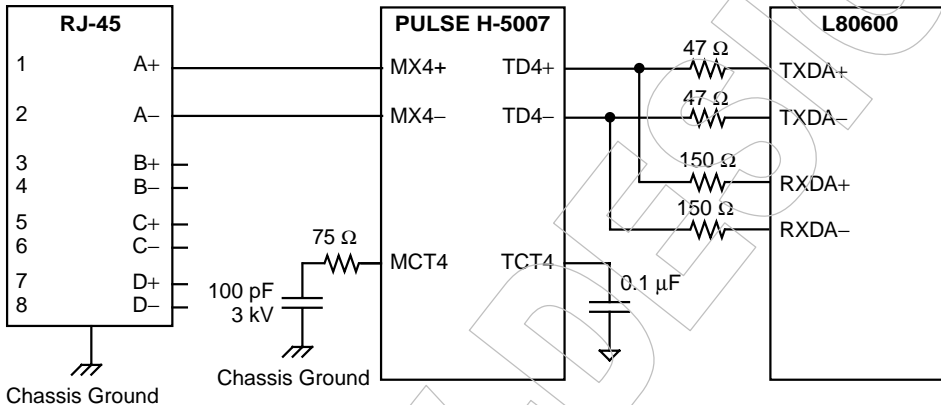 RJ-45
PULSE H-5007
L80600
1 A+
2 A−
3 B+
4 B−
5 C+
6 C−
7 D+
8 D−
Chassis Ground
MX4+ TD4+
MX4− TD4−
MCT4 TCT4
75 Ω
100 pF
3 kV
Chassis Ground
0.1 μF
47 Ω
47 Ω
150 Ω
150 Ω
TXDA+
TXDA−
RXDA+
RXDA−